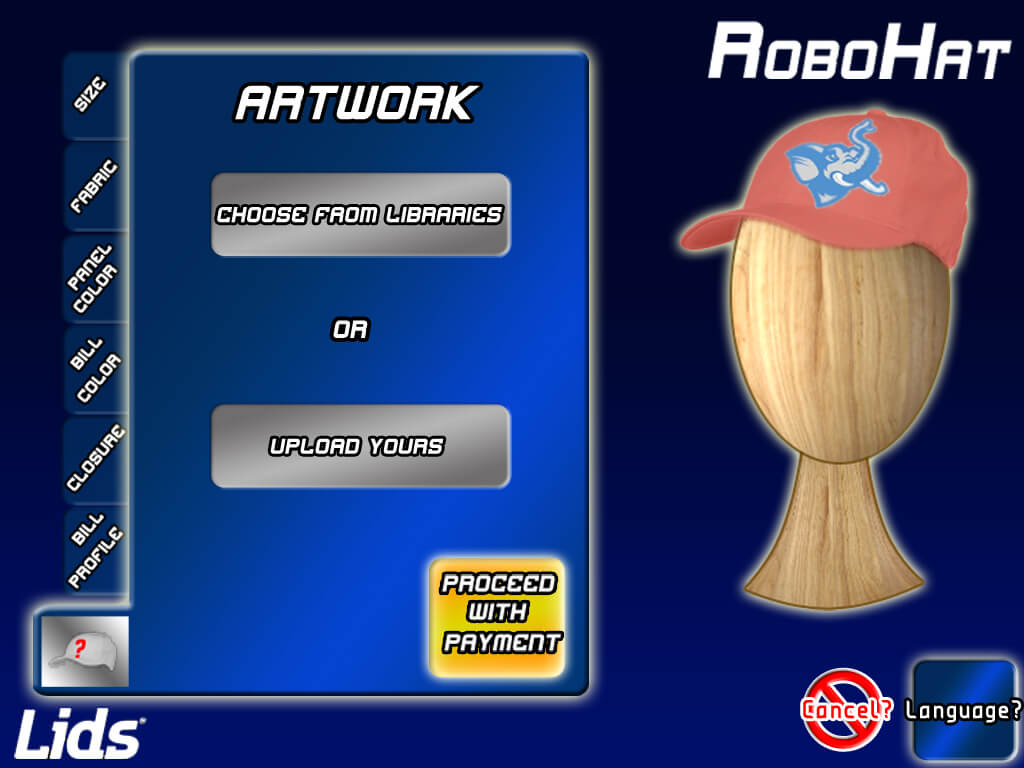 ROBOHAT
SIZE
FABRIC
PANEL
COLOR
BILL
COLOR
CLOSURE
BILL
PROFILE
?
ARTWORK
CHOOSE FROM LIBRARIES
OR
UPLOAD YOURS
PROCEED
WITH
PAYMENT
Lids
Cancel?
Language?